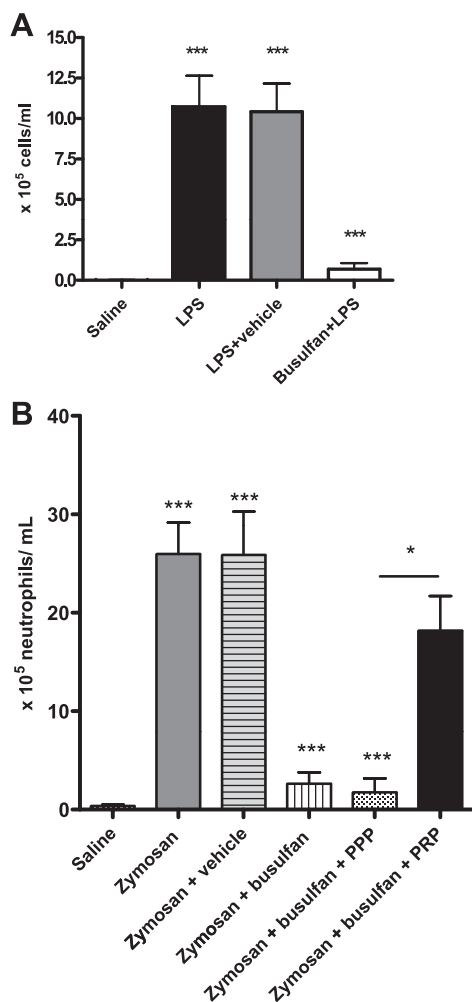 A
x 10⁵ cells/ml
15.0
12.5
10.0
7.5
5.0
2.5
0.0
***
***
***
Saline
LPS
LPS+vehicle
Busulfan+LPS
B
x 10⁵ neutrophils/ mL
40
30
20
10
0
***
***
***
***
*
Saline
Zymosan
Zymosan + vehicle
Zymosan + busulfan
Zymosan + busulfan + PPP
Zymosan + busulfan + PRP